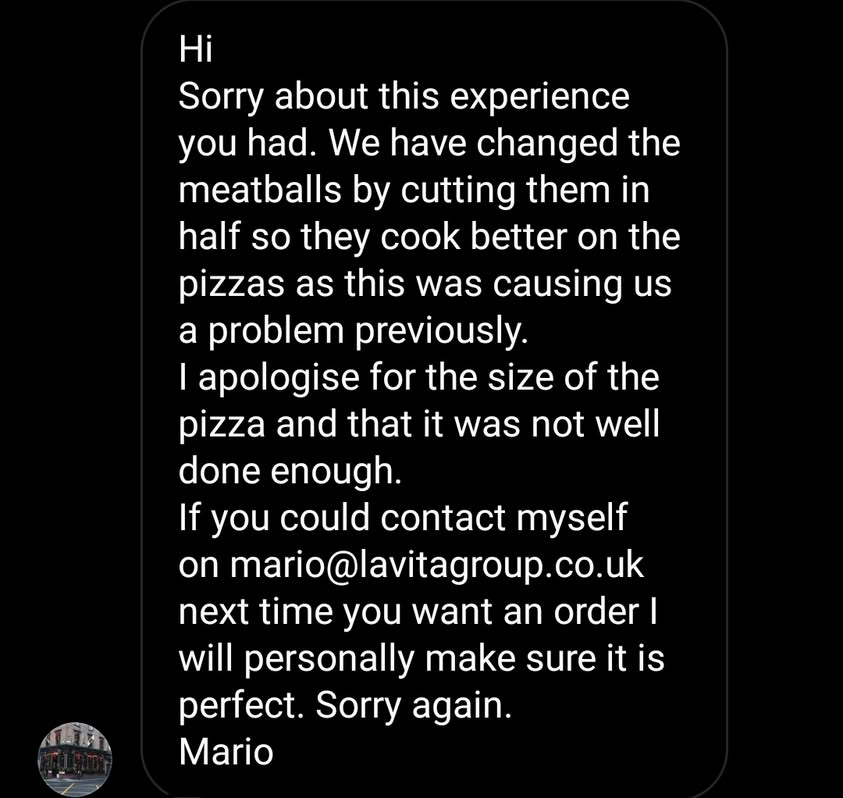 Hi
Sorry about this experience
you had. We have changed the
meatballs by cutting them in
half so they cook better on the
pizzas as this was causing us
a problem previously.
I apologise for the size of the
pizza and that it was not well
done enough.
If you could contact myself
on mario@lavitagroup.co.uk
next time you want an order I
will personally make sure it is
perfect. Sorry again.
Mario